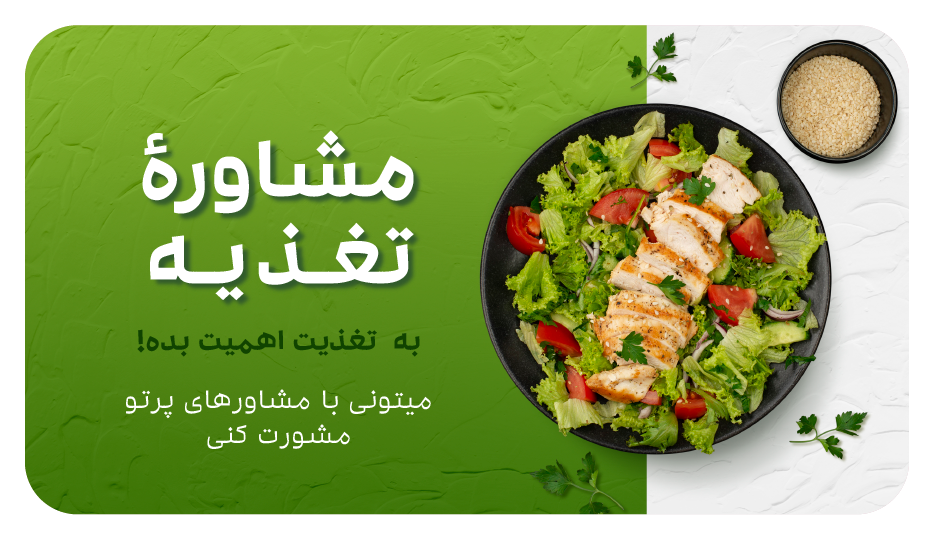 مشاورهٔ
تغذیه
به تغذیت اهمیت بده!
میتونی با مشاورهای پرتو
مشورت کنی